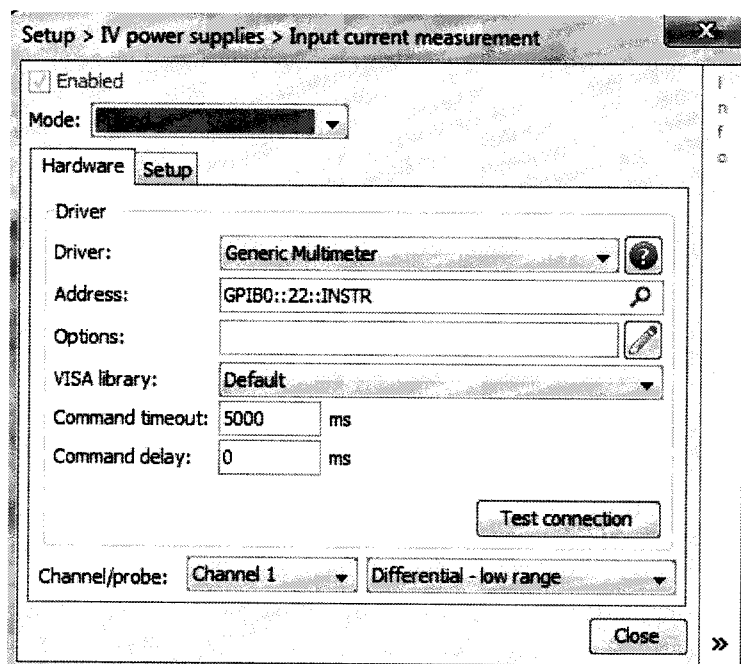 Setup > IV power supplies > Input current measurement
Enabled
Mode:
Hardware Setup
Driver
Driver: Generic Multimeter
Address: GPIB0::22::INSTR
Options:
VISA library: Default
Command timeout: 5000 ms
Command delay: 0 ms
Test connection
Channel/probe: Channel 1 Differential - low range
Close
I
n
f
o